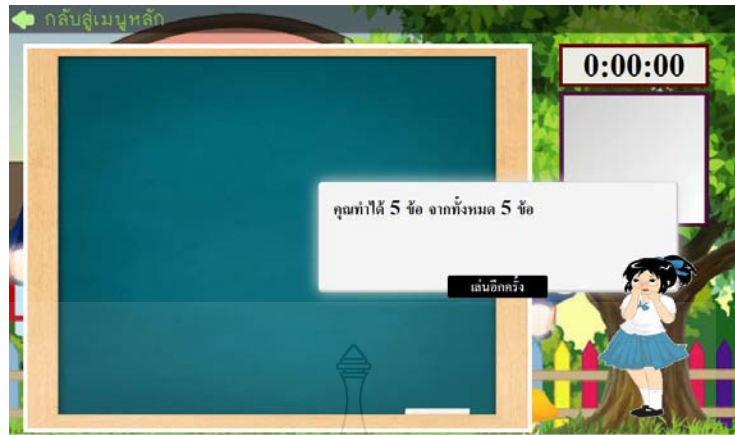 กลับสู่เมนูหลัก
0:00:00
คุณทำได้ 5 ข้อ จากทั้งหมด 5 ข้อ
เล่นอีกครั้ง